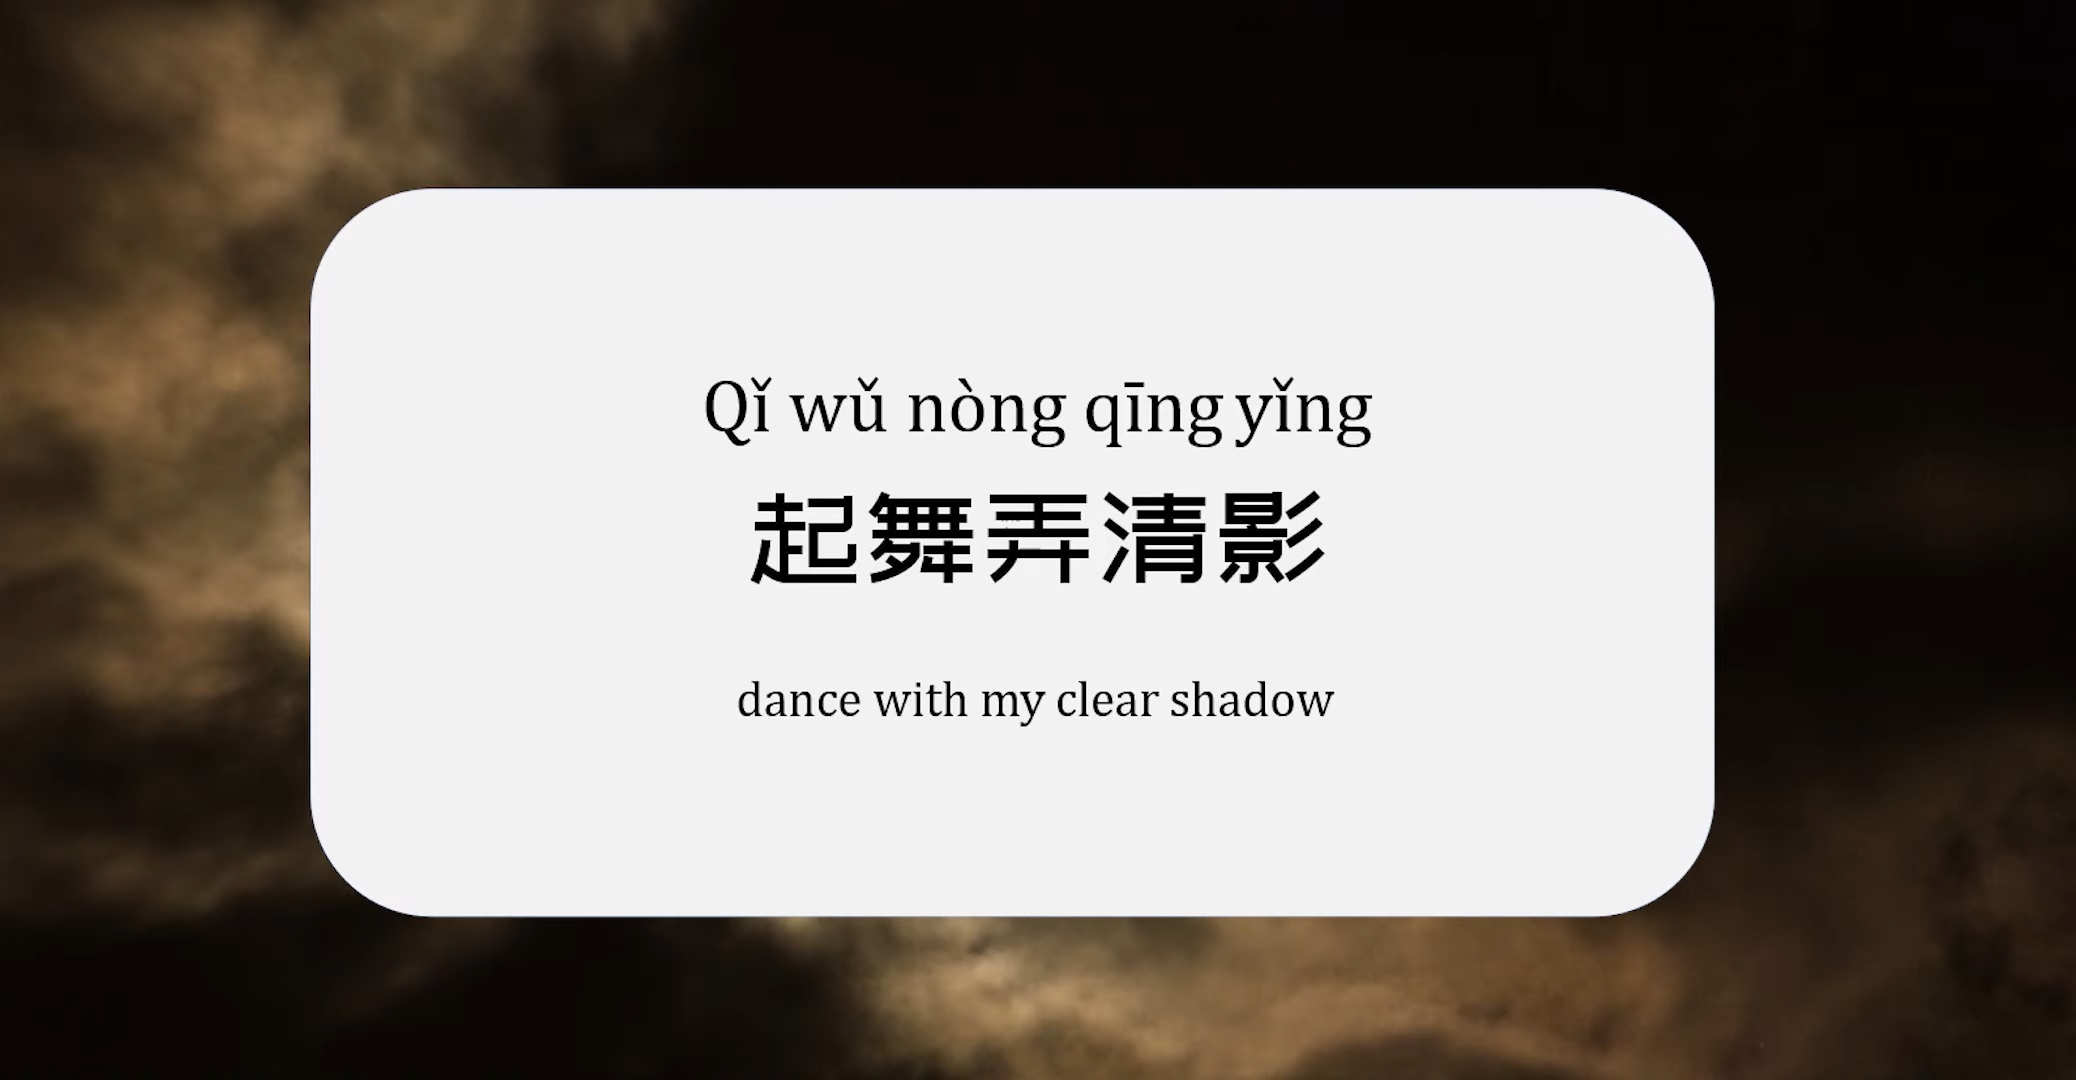 Qǐ wǔ nòng qīng yǐng
起舞弄清影
dance with my clear shadow